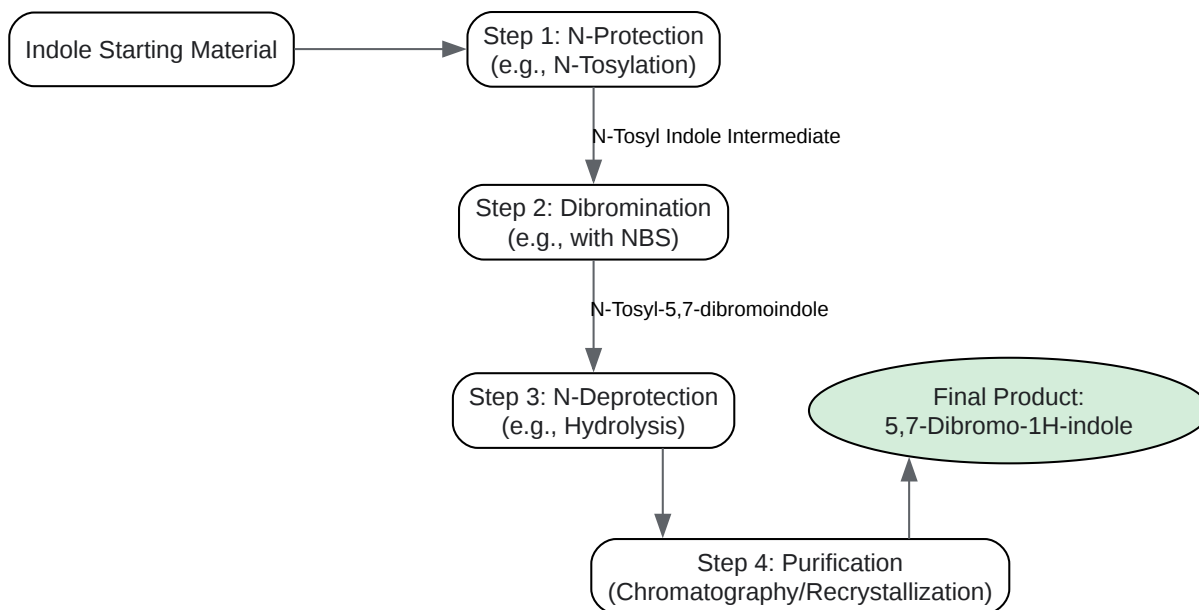 Indole Starting Material
Step 1: N-Protection
(e.g., N-Tosylation)
N-Tosyl Indole Intermediate
Step 2: Dibromination
(e.g., with NBS)
N-Tosyl-5,7-dibromoindole
Step 3: N-Deprotection
(e.g., Hydrolysis)
Final Product:
5,7-Dibromo-1H-indole
Step 4: Purification
(Chromatography/Recrystallization)